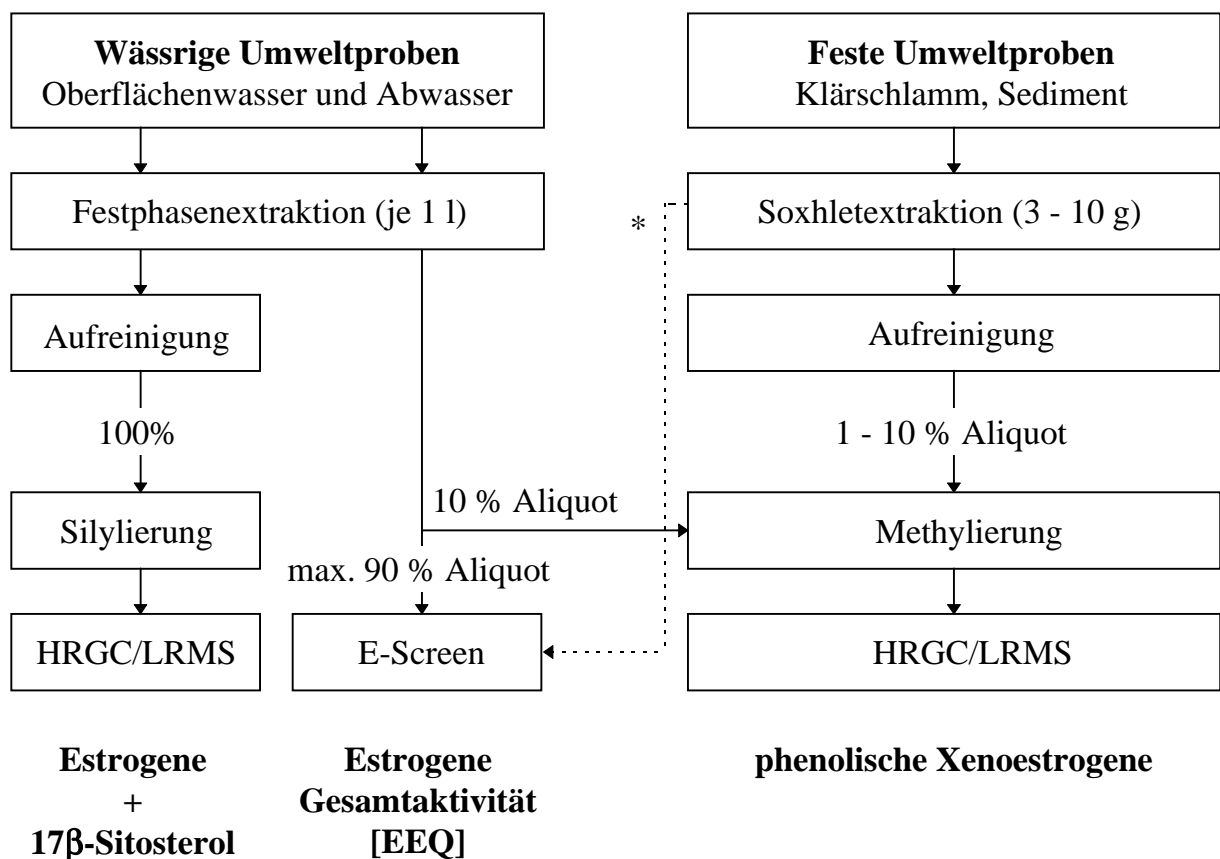 Wässrige Umweltproben
Oberflächenwasser und Abwasser
Feste Umweltproben
Klärschlamm, Sediment
Festphasenextraktion (je 1 l)
*
Soxhletextraktion (3 - 10 g)
Aufreinigung
Aufreinigung
100%
1 - 10 % Aliquot
10 % Aliquot
Silylierung
Methylierung
max. 90 % Aliquot
HRGC/LRMS
E-Screen
HRGC/LRMS
Estrogene
+
17β-Sitosterol
Estrogene
Gesamtaktivität
[EEQ]
phenolische Xenoestrogene